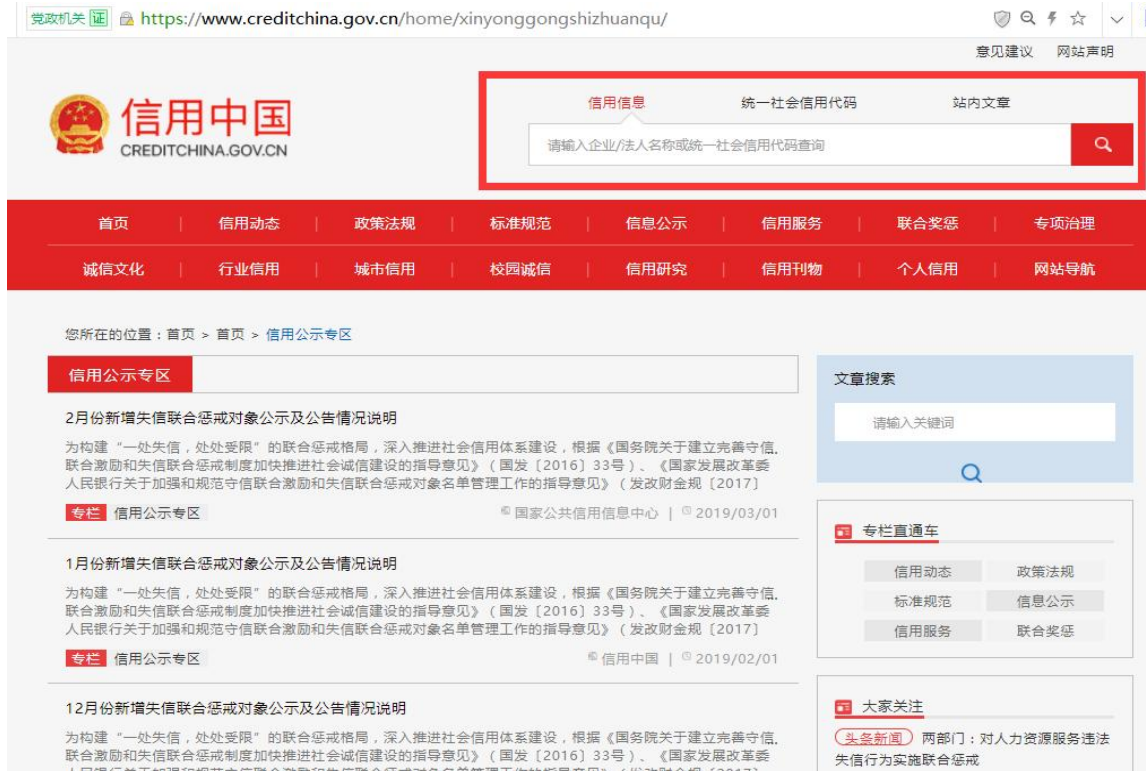 党政机关 证 https://www.creditchina.gov.cn/home/xinyonggongshizhuanqu/
意见建议 网站声明
信用中国
CREDITCHINA.GOV.CN
信用信息 统一社会信用代码 站内文章
请输入企业/法人名称或统一社会信用代码查询
首页 信用动态 政策法规 标准规范 信息公示 信用服务 联合奖惩 专项治理
诚信文化 行业信用 城市信用 校园诚信 信用研究 信用刊物 个人信用 网站导航
您所在的位置：首页 > 首页 > 信用公示专区
信用公示专区
2月份新增失信联合惩戒对象公示及公告情况说明
为构建“一处失信，处处受限”的联合惩戒格局，深入推进社会信用体系建设，根据《国务院关于建立完善守信
联合激励和失信联合惩戒制度加快推进社会诚信建设的指导意见》（国发〔2016〕33号）、《国家发展改革委
人民银行关于加强和规范守信联合激励和失信联合惩戒对象名单管理工作的指导意见》（发改财金规〔2017〕
专栏 信用公示专区 国家公共信用信息中心 | 2019/03/01
1月份新增失信联合惩戒对象公示及公告情况说明
为构建“一处失信，处处受限”的联合惩戒格局，深入推进社会信用体系建设，根据《国务院关于建立完善守信
联合激励和失信联合惩戒制度加快推进社会诚信建设的指导意见》（国发〔2016〕33号）、《国家发展改革委
人民银行关于加强和规范守信联合激励和失信联合惩戒对象名单管理工作的指导意见》（发改财金规〔2017〕
专栏 信用公示专区 信用中国 | 2019/02/01
12月份新增失信联合惩戒对象公示及公告情况说明
为构建“一处失信，处处受限”的联合惩戒格局，深入推进社会信用体系建设，根据《国务院关于建立完善守信
联合激励和失信联合惩戒制度加快推进社会诚信建设的指导意见》（国发〔2016〕33号）、《国家发展改革委
文章搜索
请输入关键词
专栏直通车
信用动态 政策法规
标准规范 信息公示
信用服务 联合奖惩
大家关注
头条新闻 两部门：对人力资源服务违法
失信行为实施联合惩戒